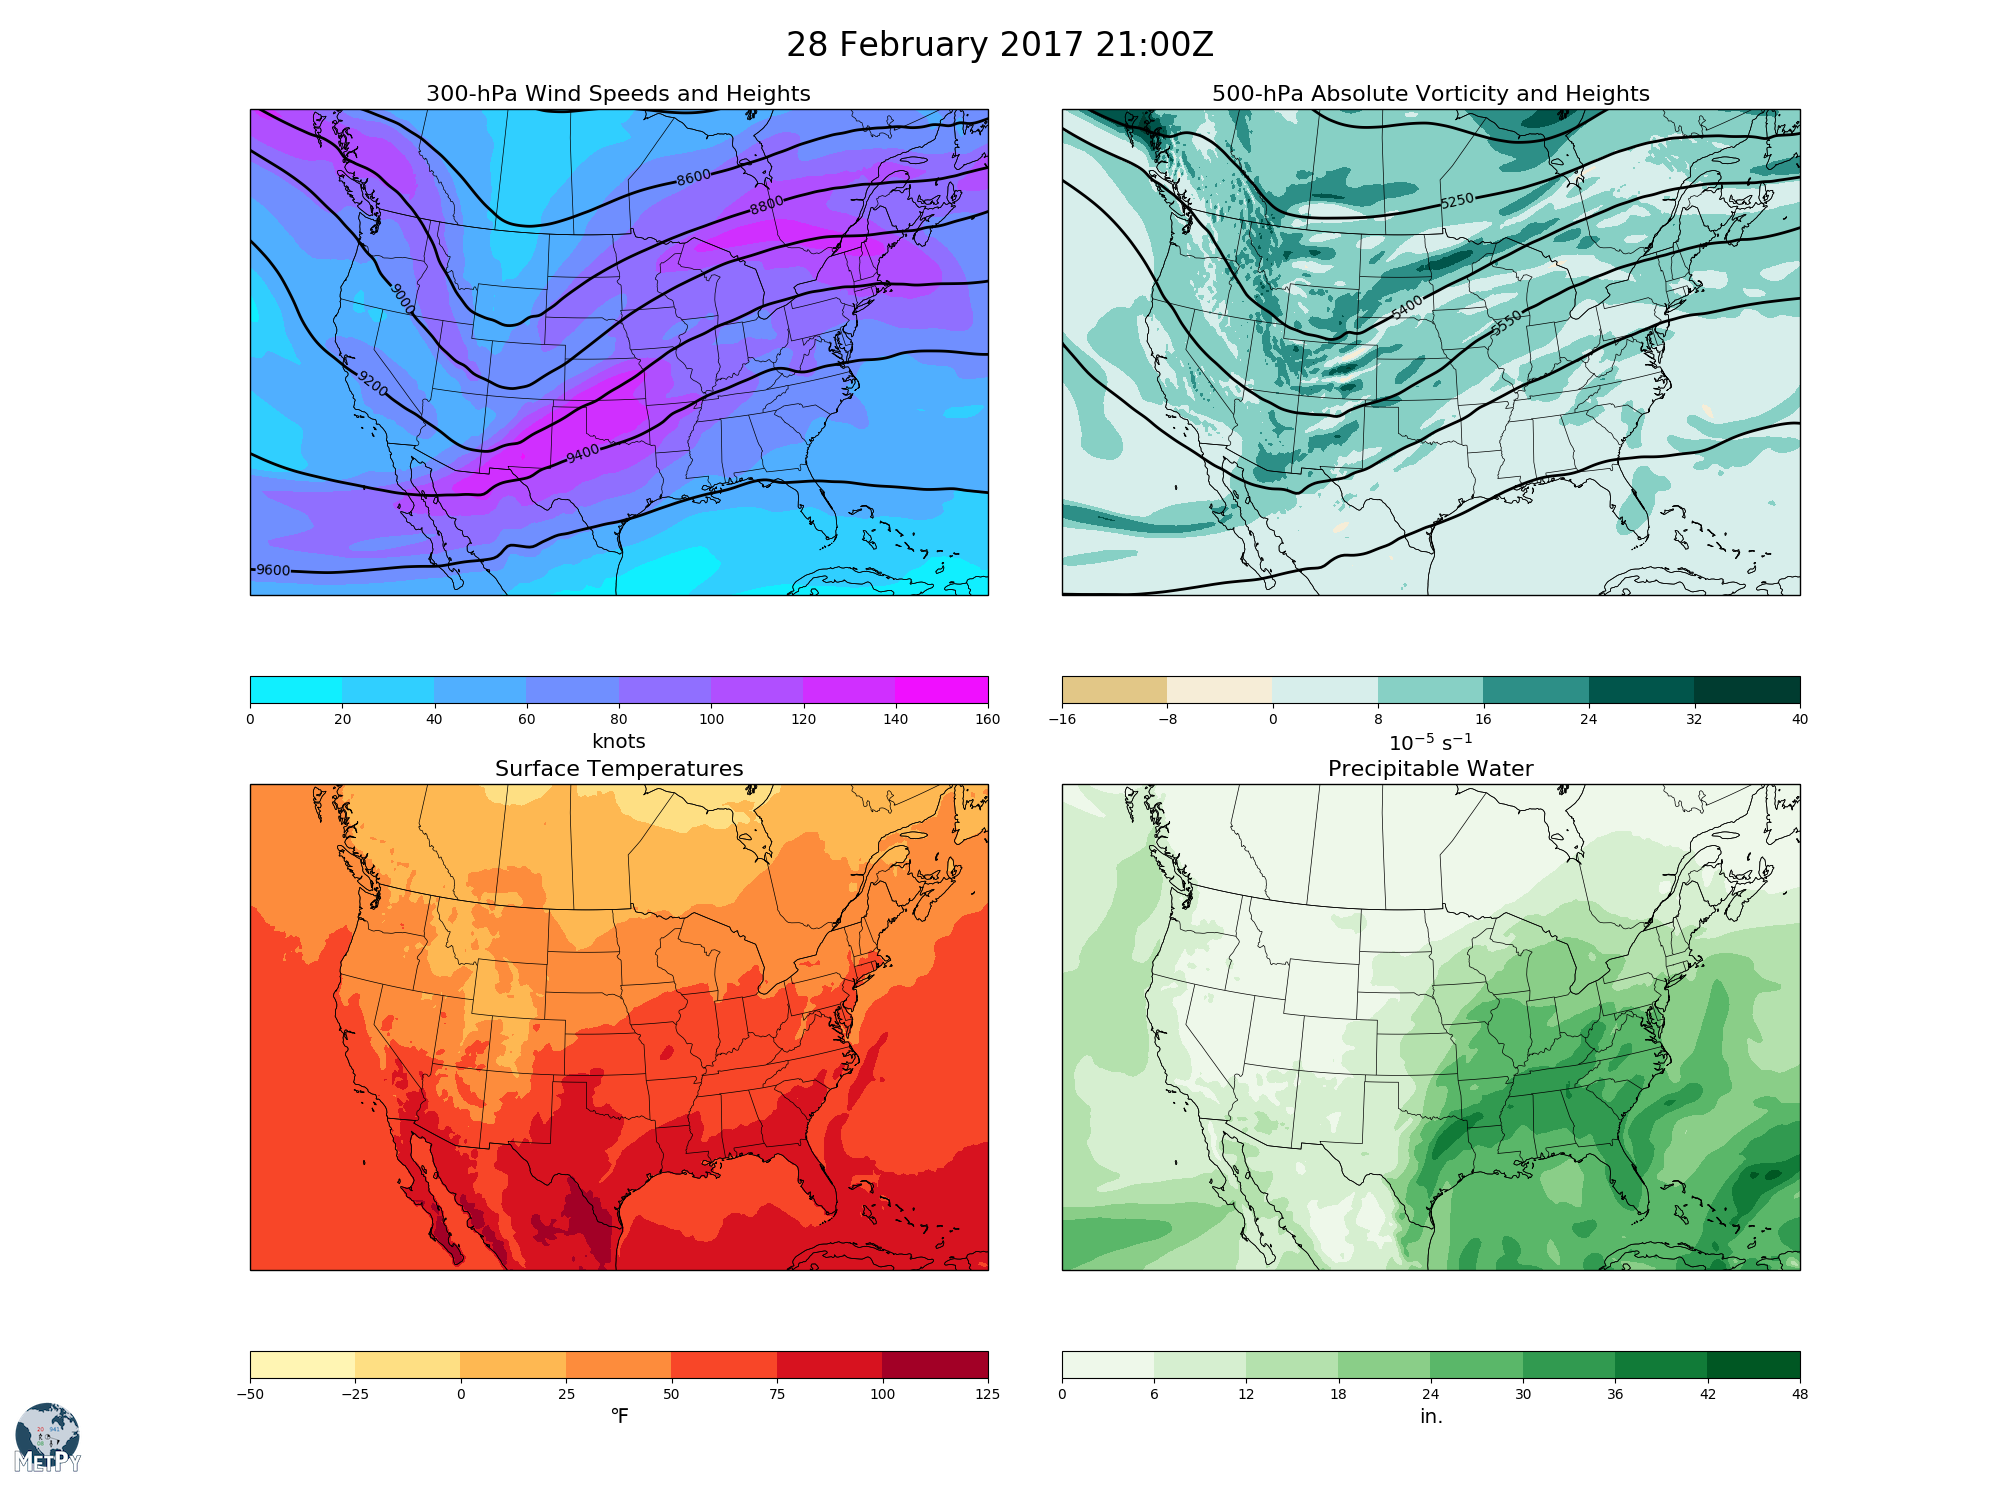 28 February 2017 21:00Z
300-hPa Wind Speeds and Heights
8600
8800
9000
9200
9400
9600
0 20 40 60 80 100 120 140 160
knots
500-hPa Absolute Vorticity and Heights
5250
5400
5550
−16 −8 0 8 16 24 32 40
10⁻⁵ s⁻¹
Surface Temperatures
−50 −25 0 25 50 75 100 125
°F
Precipitable Water
0 6 12 18 24 30 36 42 48
in.
METPY